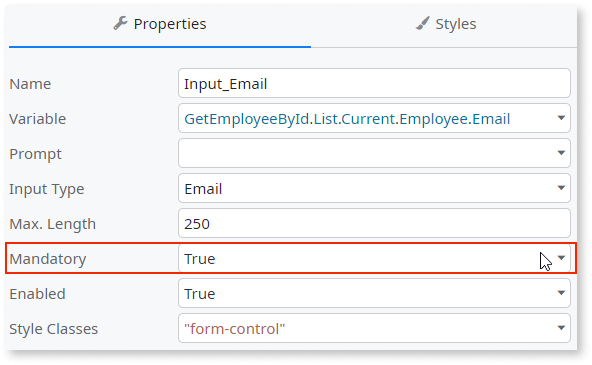 Properties Styles
Name Input_Email
Variable GetEmployeeById.List.Current.Employee.Email
Prompt
Input Type Email
Max. Length 250
Mandatory True
Enabled True
Style Classes "form-control"